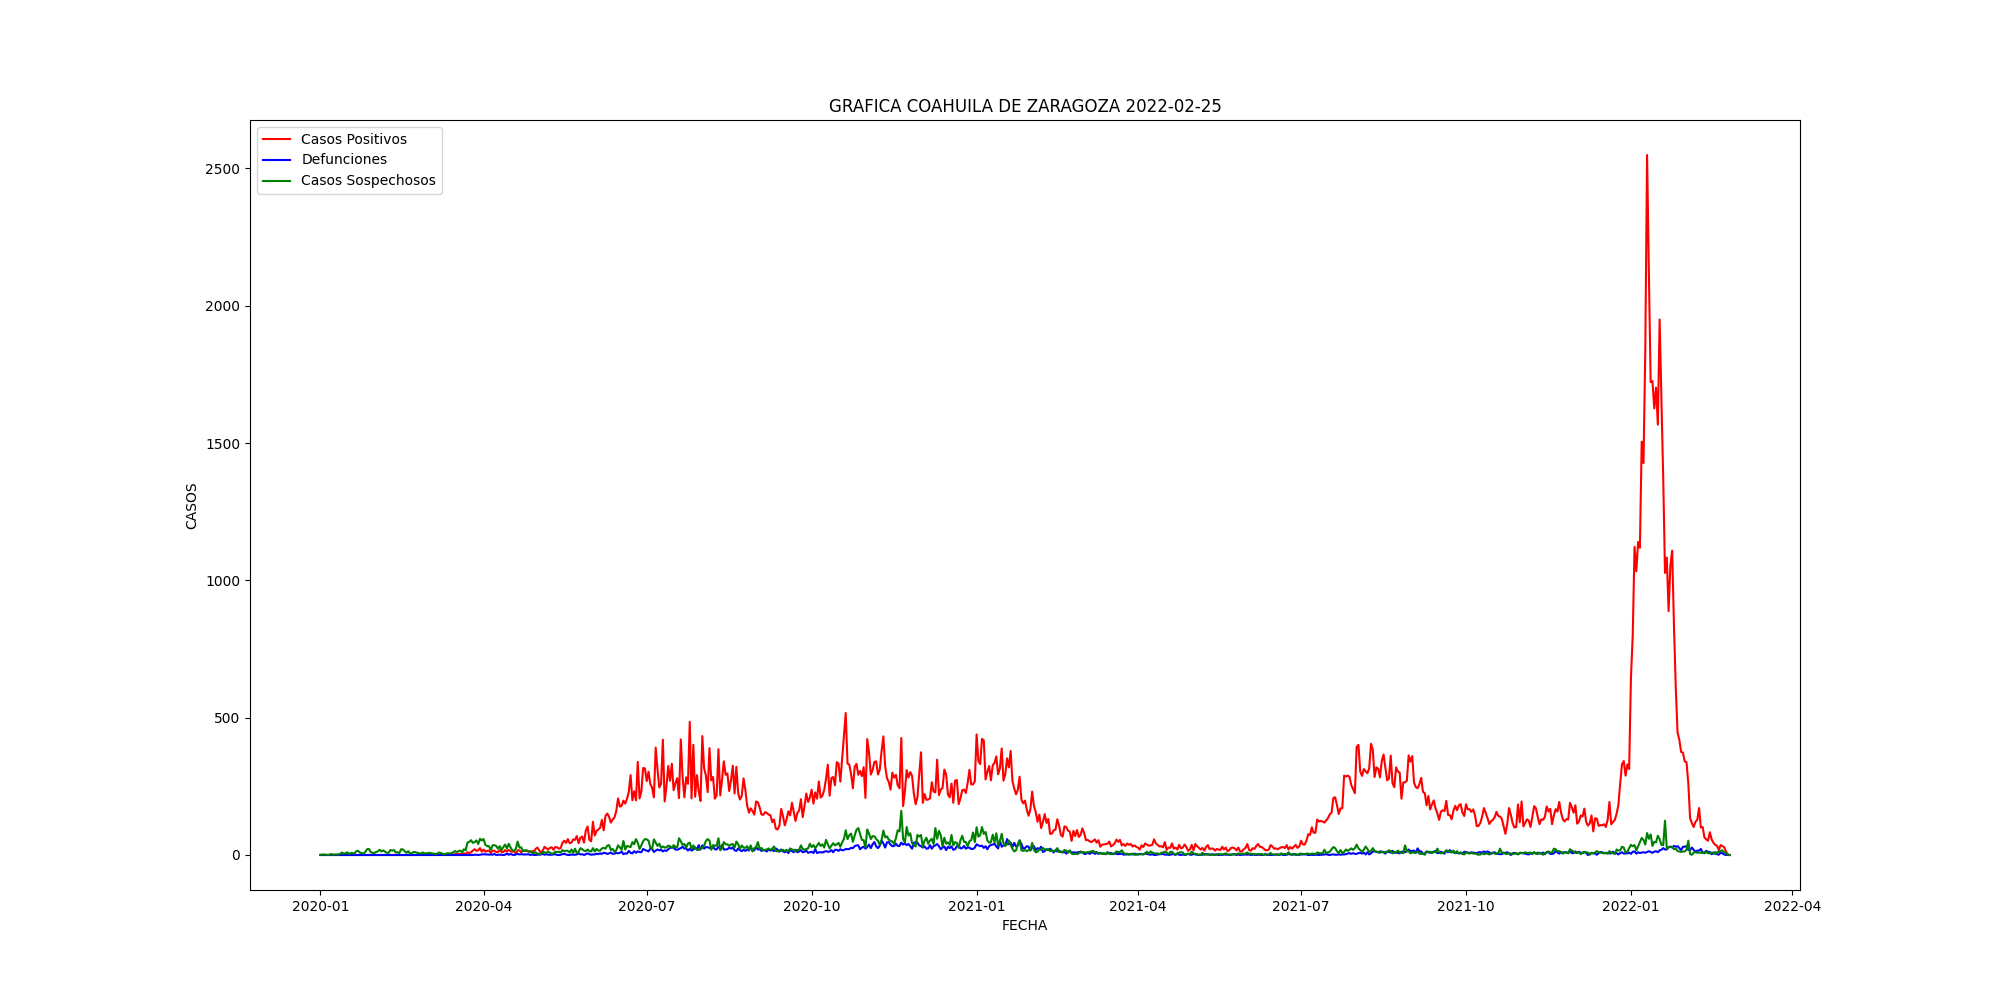 GRAFICA COAHUILA DE ZARAGOZA 2022-02-25
Casos Positivos
Defunciones
Casos Sospechosos
2500
2000
1500
1000
500
0
CASOS
2020-01 2020-04 2020-07 2020-10 2021-01 2021-04 2021-07 2021-10 2022-01 2022-04
FECHA